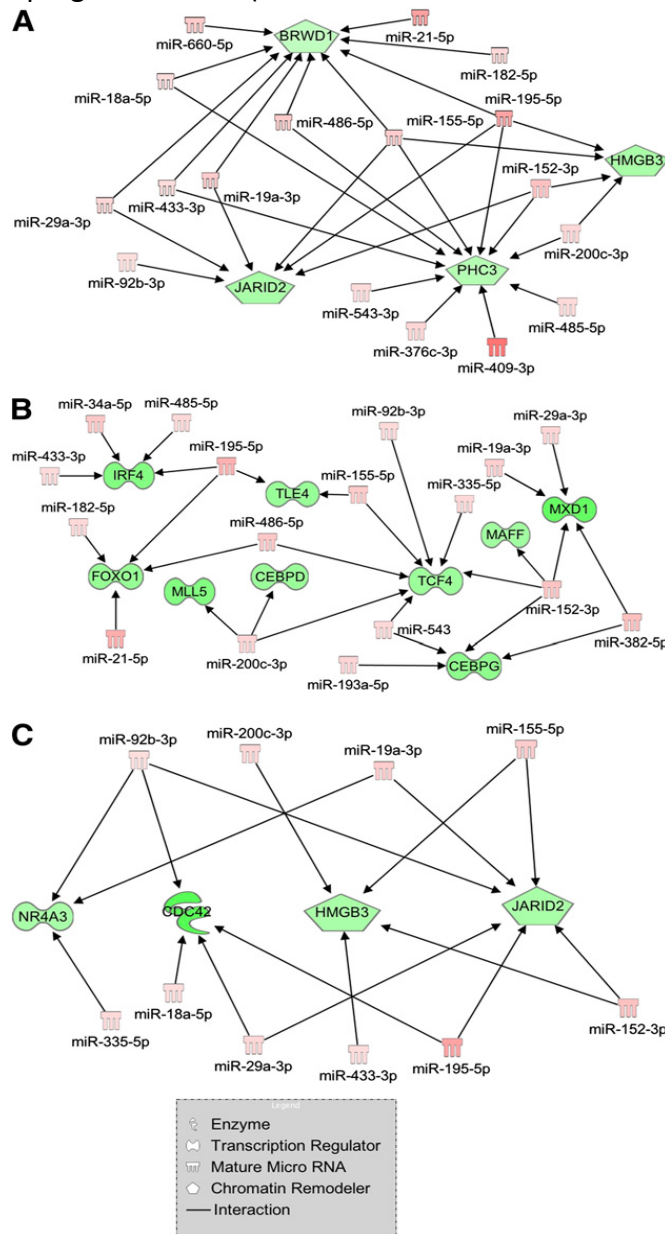 A
BRWD1
miR-21-5p
miR-660-5p
miR-182-5p
miR-18a-5p
miR-195-5p
miR-486-5p
miR-155-5p
HMGB3
miR-152-3p
miR-29a-3p
miR-433-3p
miR-19a-3p
miR-200c-3p
miR-92b-3p
JARID2
PHC3
miR-543-3p
miR-485-5p
miR-376c-3p
miR-409-3p
B
miR-34a-5p
miR-485-5p
miR-92b-3p
miR-29a-3p
miR-433-3p
miR-195-5p
miR-19a-3p
IRF4
TLE4
miR-155-5p
miR-335-5p
MXD1
miR-182-5p
miR-486-5p
MAFF
FOXO1
MLL5
CEBPD
TCF4
miR-152-3p
miR-21-5p
miR-200c-3p
miR-543
miR-382-5p
miR-193a-5p
CEBPG
C
miR-92b-3p
miR-200c-3p
miR-19a-3p
miR-155-5p
NR4A3
CDC42
HMGB3
JARID2
miR-335-5p
miR-18a-5p
miR-29a-3p
miR-433-3p
miR-195-5p
miR-152-3p
Legend
Enzyme
Transcription Regulator
Mature Micro RNA
Chromatin Remodeler
Interaction